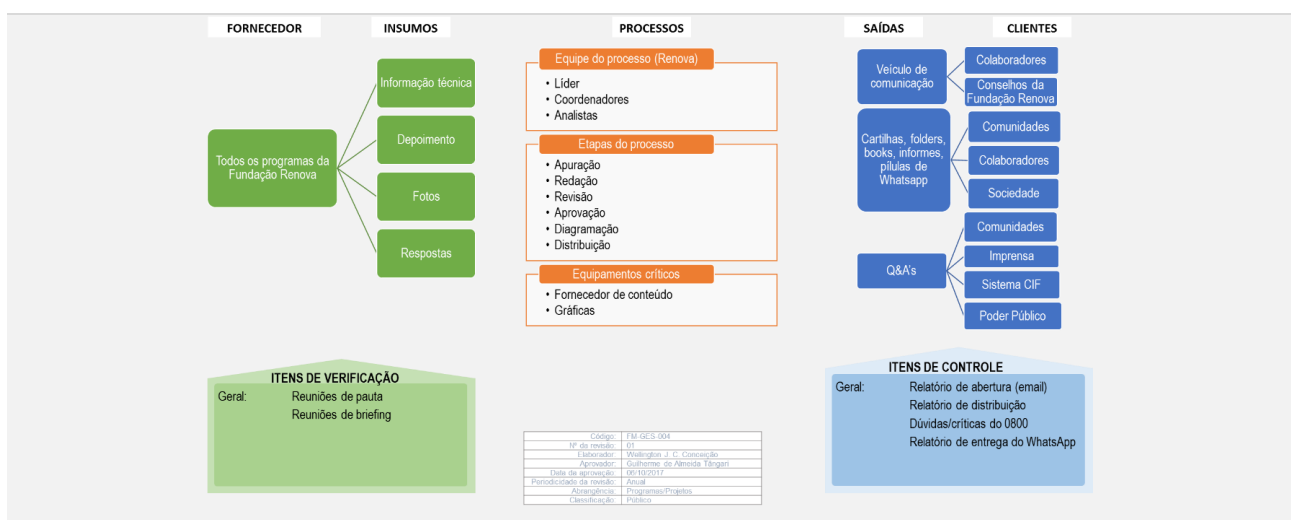 FORNECEDOR
INSUMOS
PROCESSOS
SAÍDAS
CLIENTES
Todos os programas da
Fundação Renova
Informação técnica
Depoimento
Fotos
Respostas
Equipe do processo (Renova)
• Líder
• Coordenadores
• Analistas
Etapas do processo
• Apuração
• Redação
• Revisão
• Aprovação
• Diagramação
• Distribuição
Equipamentos críticos
• Fornecedor de conteúdo
• Gráficas
Veículo de
comunicação
Colaboradores
Conselhos da
Fundação Renova
Cartilhas, folders,
books, informes,
pílulas de
Whatsapp
Comunidades
Colaboradores
Sociedade
Q&A's
Comunidades
Imprensa
Sistema CIF
Poder Público
ITENS DE VERIFICAÇÃO
Geral: Reuniões de pauta
Reuniões de briefing
Código: FM-GES-004
Nº da revisão: 01
Elaborador: Wellington J. C. Conceição
Aprovador: Guilherme de Almeida Tângari
Data da aprovação: 06/10/2017
Periodicidade da revisão: Anual
Abrangência: Programas/Projetos
Classificação: Público
ITENS DE CONTROLE
Geral: Relatório de abertura (email)
Relatório de distribuição
Dúvidas/críticas do 0800
Relatório de entrega do WhatsApp